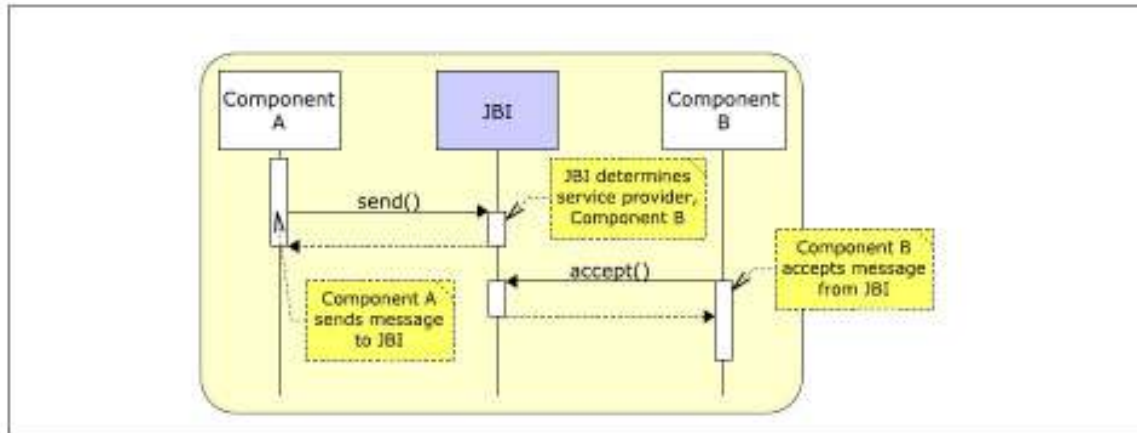 Component
A
JBI
Component
B
JBI determines
service provider,
Component B
send()
Component B
accepts message
from JBI
accept()
Component A
sends message
to JBI